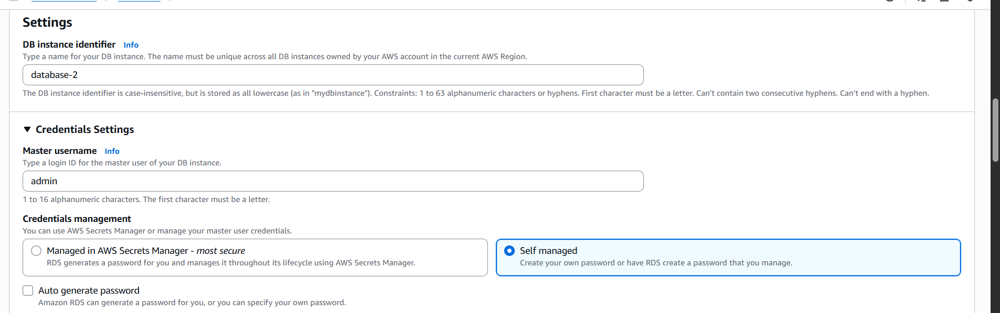 Settings
DB instance identifier Info
Type a name for your DB instance. The name must be unique across all DB instances owned by your AWS account in the current AWS Region.
database-2
The DB instance identifier is case-insensitive, but is stored as all lowercase (as in "mydbinstance"). Constraints: 1 to 63 alphanumeric characters or hyphens. First character must be a letter. Can't contain two consecutive hyphens. Can't end with a hyphen.
Credentials Settings
Master username Info
Type a login ID for the master user of your DB instance.
admin
1 to 16 alphanumeric characters. The first character must be a letter.
Credentials management
You can use AWS Secrets Manager or manage your master user credentials.
Managed in AWS Secrets Manager - most secure
RDS generates a password for you and manages it throughout its lifecycle using AWS Secrets Manager.
Self managed
Create your own password or have RDS create a password that you manage.
Auto generate password
Amazon RDS can generate a password for you, or you can specify your own password.